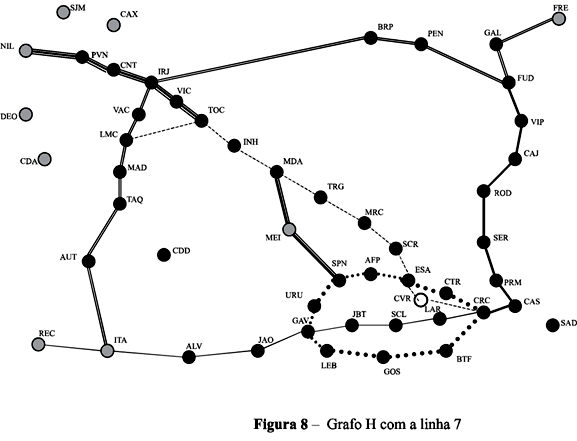 SJM
CAX
FRE
NIL
PVN
CNT
IRJ
BRP
PEN
GAL
FUD
VIC
VAC
TOC
DEO
LMC
INH
VIP
CDA
MAD
MDA
CAJ
TAQ
TRG
ROD
MRC
MEI
SCR
SER
AUT
CDD
SPN
AFP
ESA
CTR
PRM
URU
CVR
LAR
CRC
CAS
GAV
JBT
SCL
SAD
REC
ITA
ALV
JAO
LEB
GOS
BTF
Figura 8 – Grafo H com a linha 7